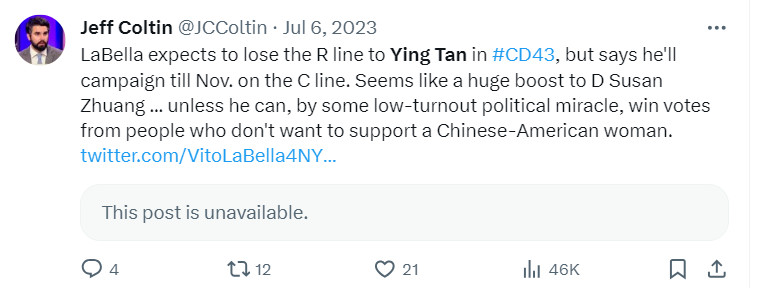 Jeff Coltin @JCColtin · Jul 6, 2023
LaBella expects to lose the R line to Ying Tan in #CD43, but says he'll
campaign till Nov. on the C line. Seems like a huge boost to D Susan
Zhuang ... unless he can, by some low-turnout political miracle, win votes
from people who don't want to support a Chinese-American woman.
twitter.com/VitoLaBella4NY...
This post is unavailable.
4 12 21 46K